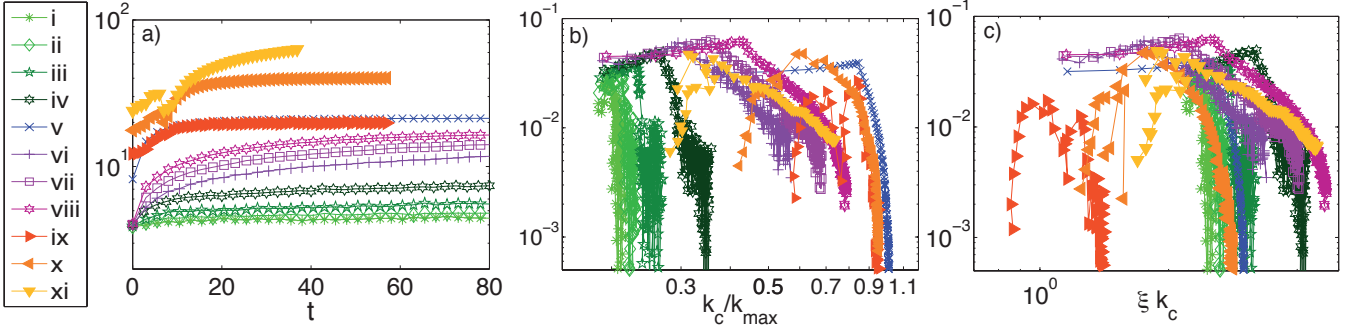 i
ii
iii
iv
v
vi
vii
viii
ix
x
xi
a)
10²
10¹
0 20 40 60 80
t
b)
10⁻¹
10⁻²
10⁻³
0.3 0.5 0.7 0.9 1.1
k_c/k_max
c)
10⁻¹
10⁻²
10⁻³
10⁰
ξ k_c